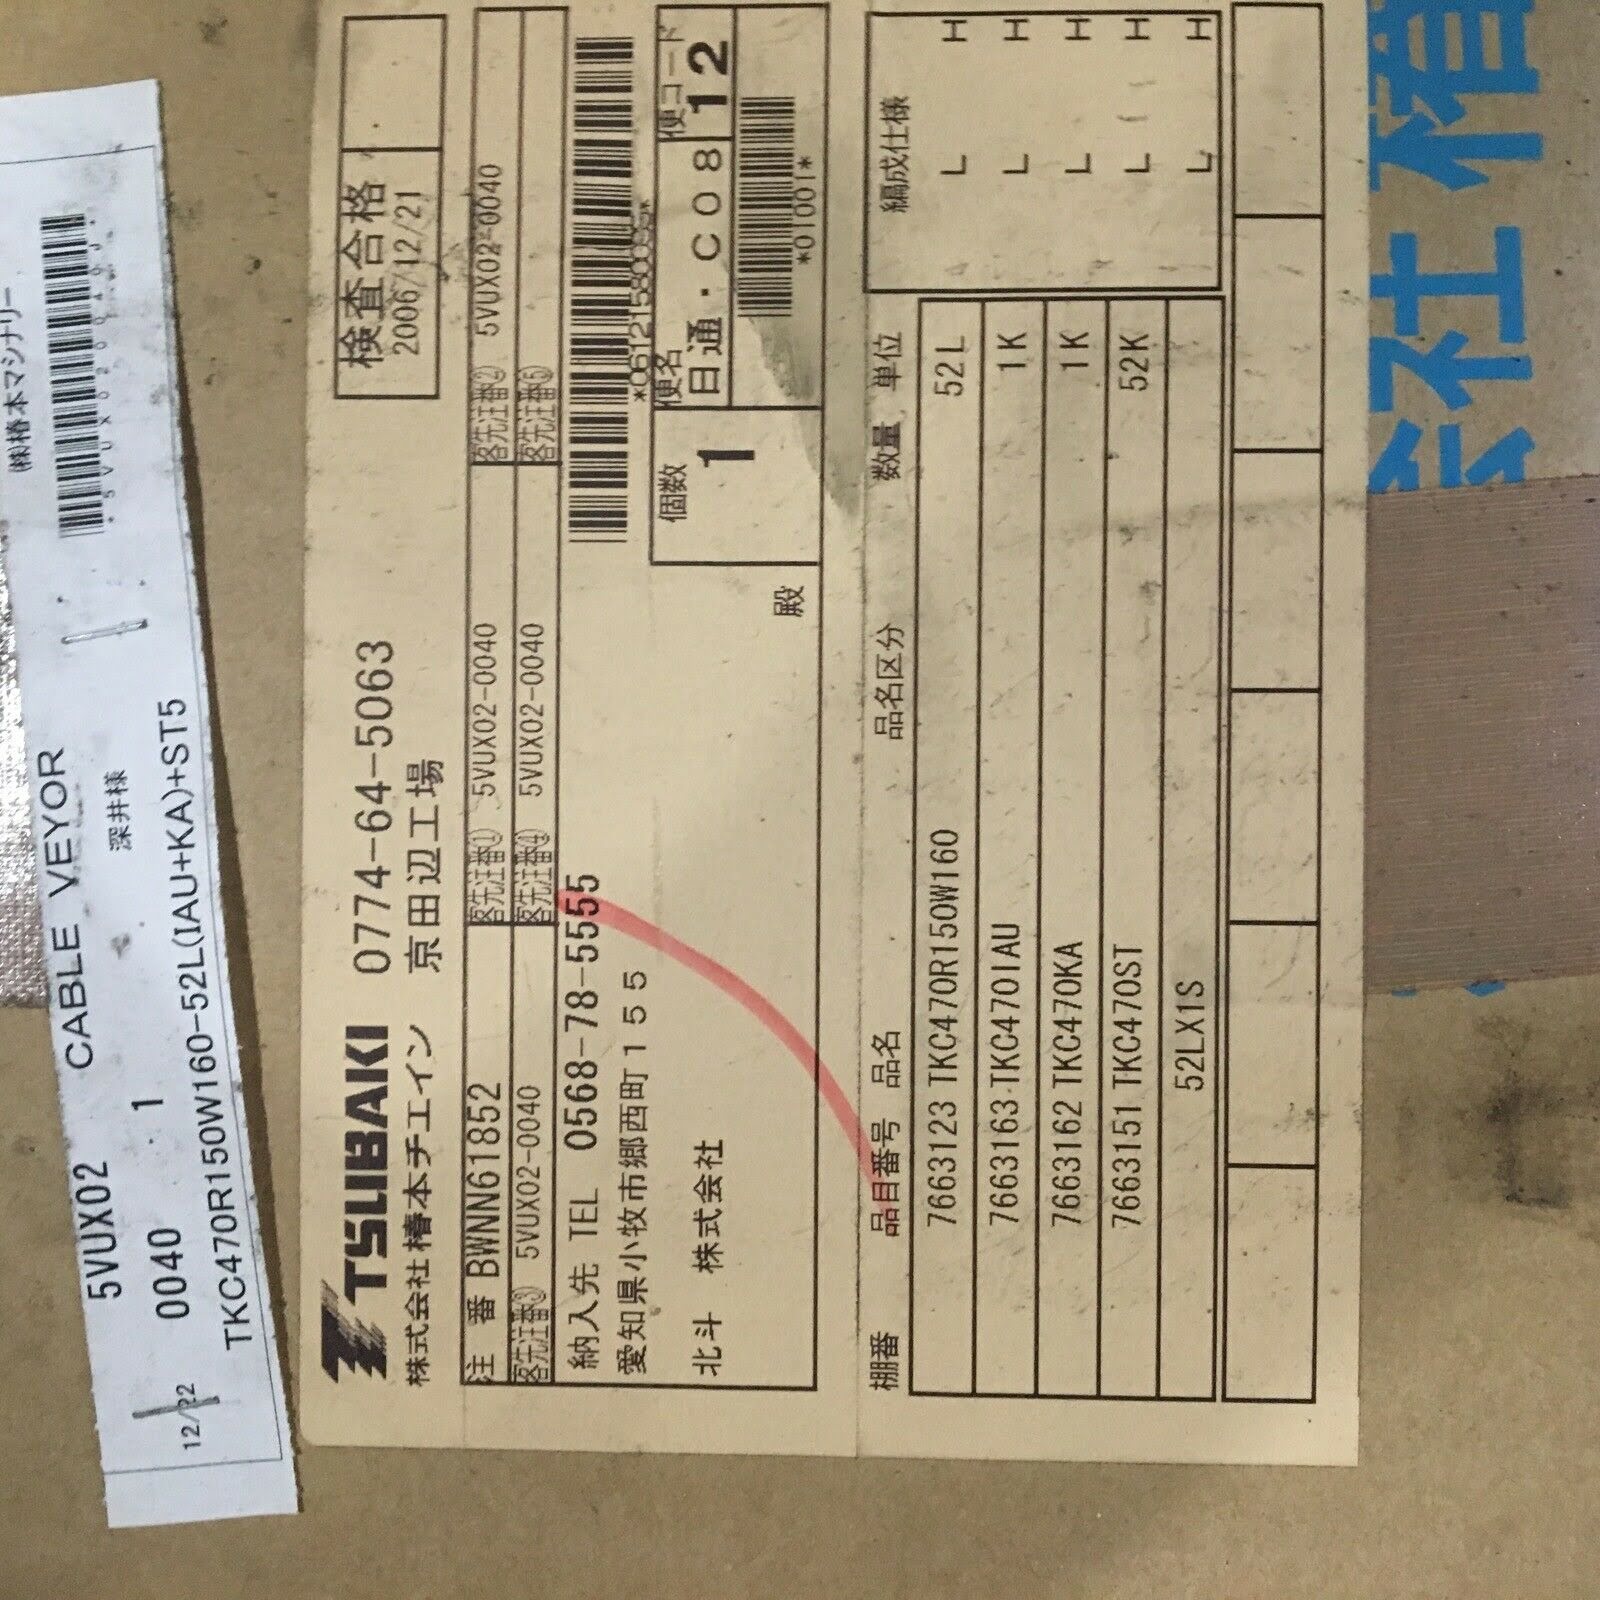 (株)椿本マシナリー
5VUX02 CABLE VEYOR
深井様
0040 1
12/22 TKC470R150W160-52L(IAU+KA)+ST5
検査合格
2006/12/21
TSUBAKI 0774-64-5063
株式会社 椿本チエイン 京田辺工場
注 番 BWNN61852 客先注番① 5VUX02-0040 客先注番② 5VUX02-0040
客先注番③ 5VUX02-0040 客先注番④ 5VUX02-0040 客先注番⑤
納入先 TEL 0568-78-5555
愛知県小牧市郷西町155
北斗 株式会社
殿
個数
1
便名 便コード
日通.C08 12
*01001*
棚番 品目番号 品名 品名区分 数量 単位 編成仕様
7663123 TKC470R150W160 52L L H
7663163 TKC470IAU 1K L H
7663162 TKC470KA 1K L H
7663151 TKC470ST 52K L H
52LX1S L H